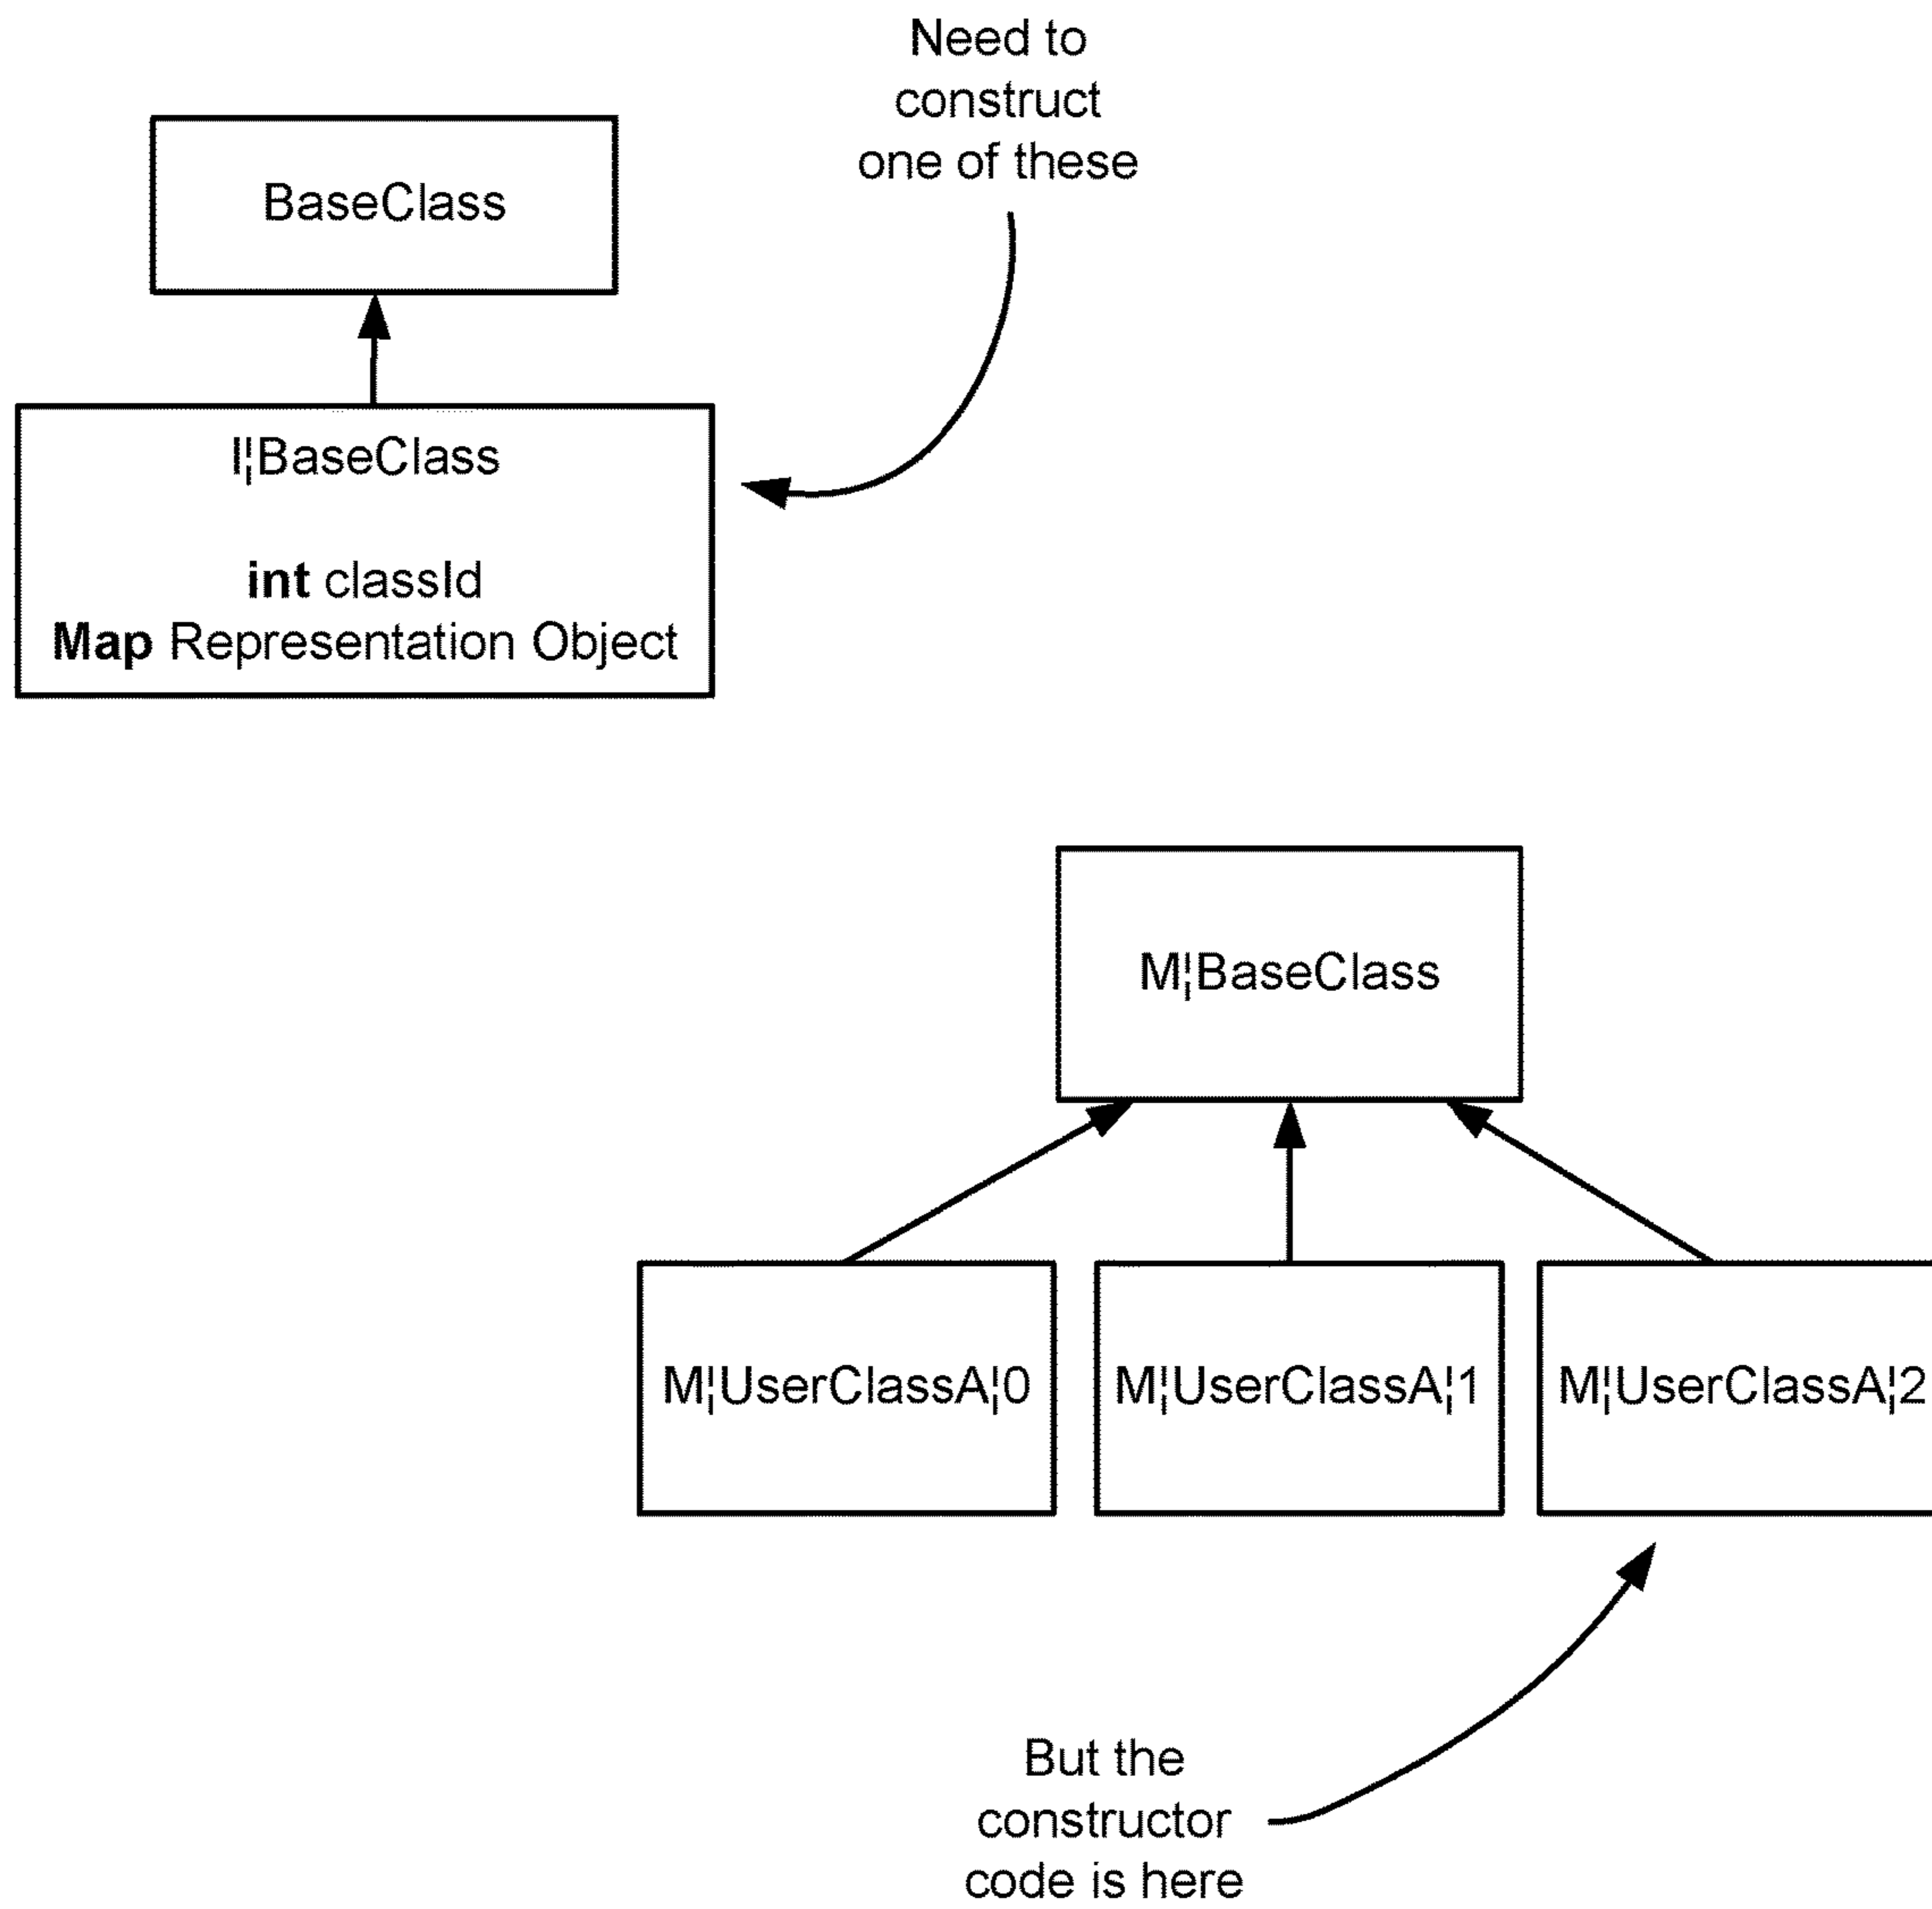 Need to
construct
one of these
BaseClass
I¦BaseClass
int classId
Map Representation Object
M¦BaseClass
M¦UserClassA¦0
M¦UserClassA¦1
M¦UserClassA¦2
But the
constructor
code is here